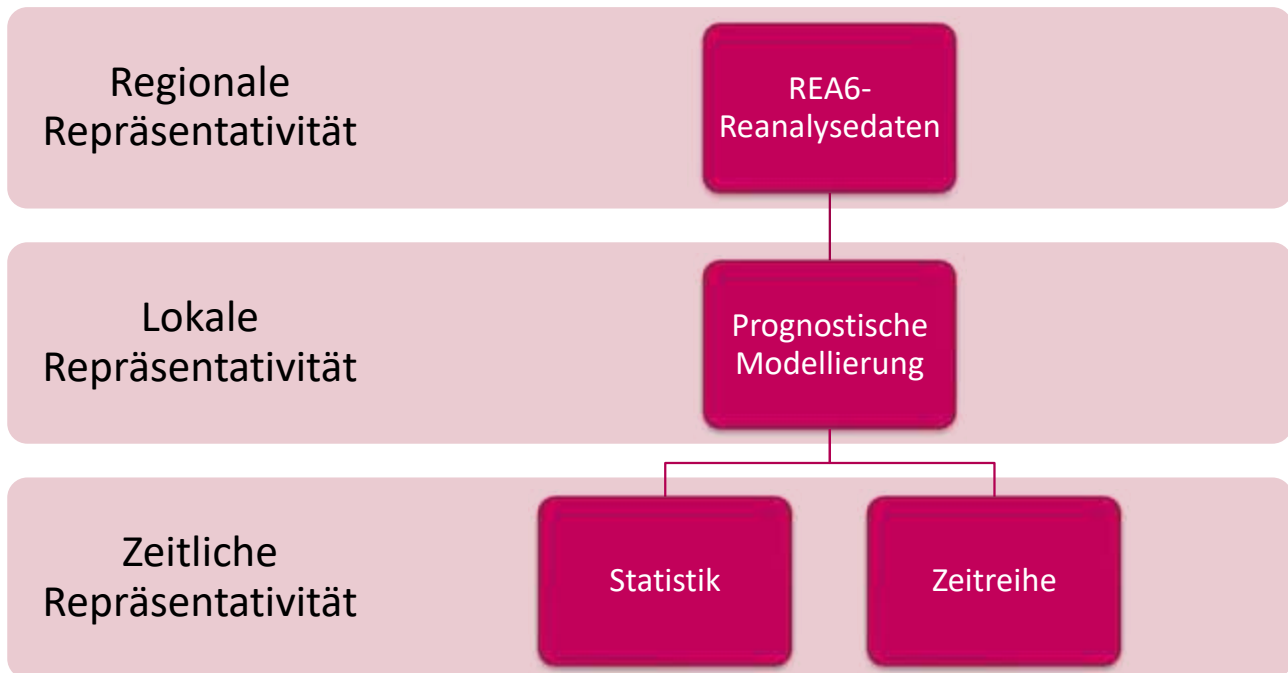 Regionale
Repräsentativität
REA6-
Reanalysedaten
Lokale
Repräsentativität
Prognostische
Modellierung
Zeitliche
Repräsentativität
Statistik
Zeitreihe